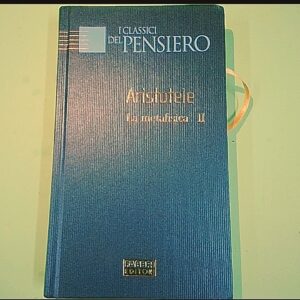 I CLASSICI
DEL PENSIERO
Aristotele
La metafisica II
FABBRI
EDITORI